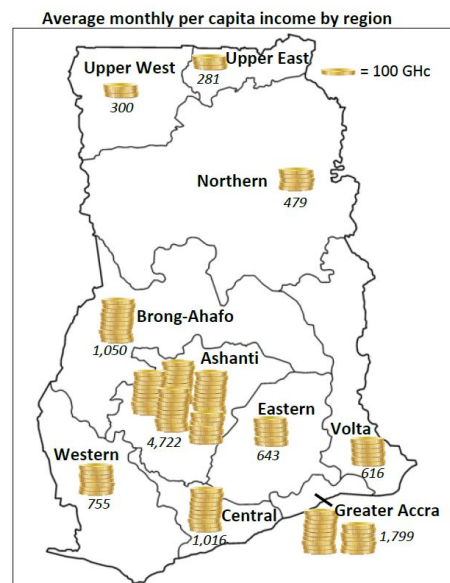 Average monthly per capita income by region
Upper West
300
Upper East
281
= 100 GHc
Northern
479
Brong-Ahafo
1,050
Ashanti
4,722
Eastern
643
Volta
616
Western
755
Central
1,016
Greater Accra
1,799